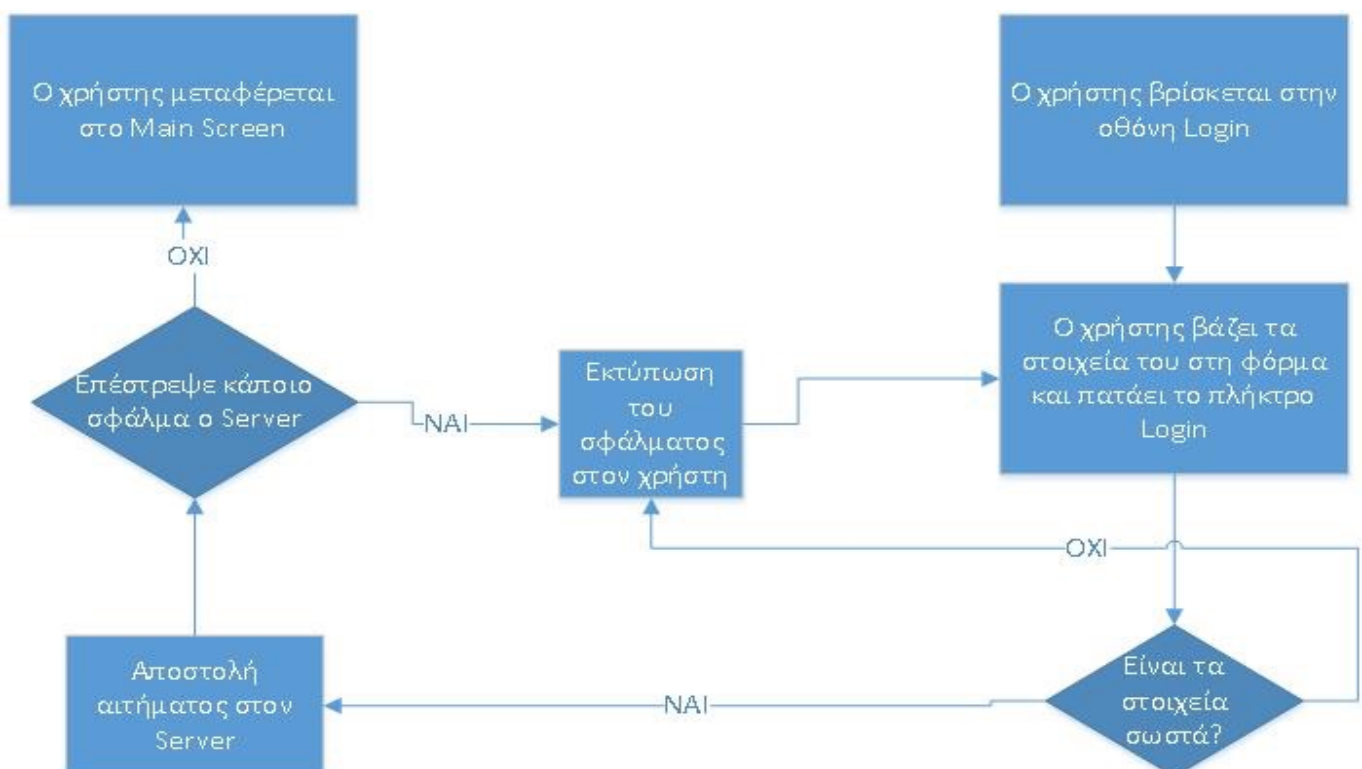 Ο χρήστης μεταφέρεται
στο Main Screen
Ο χρήστης βρίσκεται στην
οθόνη Login
ΟΧΙ
Ο χρήστης βάζει τα
στοιχεία του στη φόρμα
και πατάει το πλήκτρο
Login
Επέστρεψε κάποιο
σφάλμα ο Server
ΝΑΙ
Εκτύπωση
του
σφάλματος
στον χρήστη
ΟΧΙ
Αποστολή
αιτήματος στον
Server
ΝΑΙ
Είναι τα
στοιχεία
σωστά?